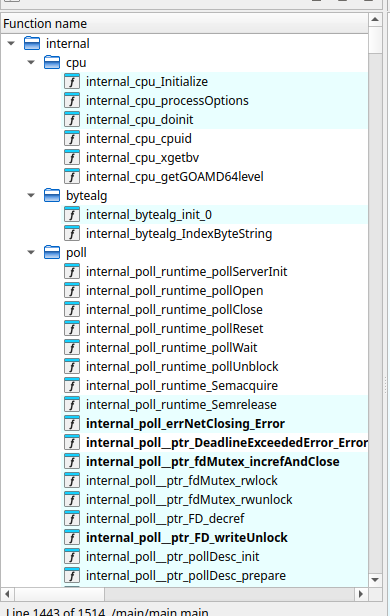 Function name
internal
cpu
internal_cpu_Initialize
internal_cpu_processOptions
internal_cpu_doinit
internal_cpu_cpuid
internal_cpu_xgetbv
internal_cpu_getGOAMD64level
bytealg
internal_bytealg_init_0
internal_bytealg_IndexByteString
poll
internal_poll_runtime_pollServerInit
internal_poll_runtime_pollOpen
internal_poll_runtime_pollClose
internal_poll_runtime_pollReset
internal_poll_runtime_pollWait
internal_poll_runtime_pollUnblock
internal_poll_runtime_Semacquire
internal_poll_runtime_Semrelease
internal_poll_errNetClosing_Error
internal_poll__ptr_DeadlineExceededError_Error
internal_poll__ptr_fdMutex_increfAndClose
internal_poll__ptr_fdMutex_rwlock
internal_poll__ptr_fdMutex_rwunlock
internal_poll__ptr_FD_decref
internal_poll__ptr_FD_writeUnlock
internal_poll__ptr_pollDesc_init
internal_poll__ptr_pollDesc_prepare
Line 1443 of 1514, /main/main.main